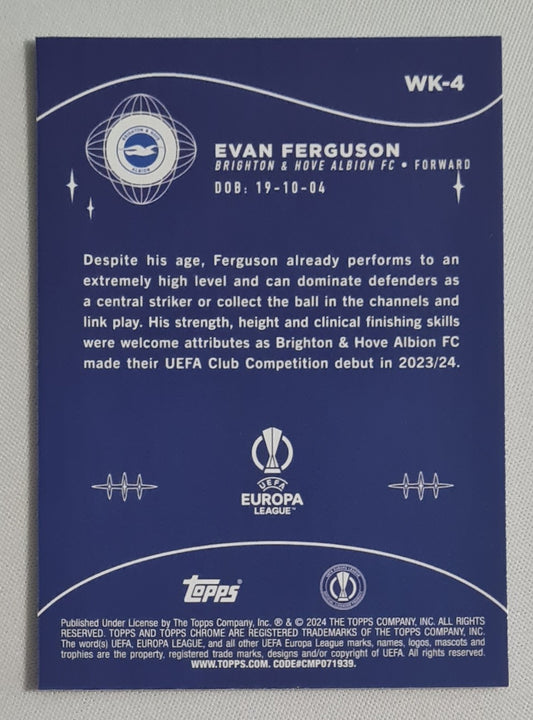 WK-4
BRIGHTON & HOVE
ALBION
EVAN FERGUSON
BRIGHTON & HOVE ALBION FC • FORWARD
DOB: 19-10-04
Despite his age, Ferguson already performs to an
extremely high level and can dominate defenders as
a central striker or collect the ball in the channels and
link play. His strength, height and clinical finishing skills
were welcome attributes as Brighton & Hove Albion FC
made their UEFA Club Competition debut in 2023/24.
UEFA
EUROPA
LEAGUE™
Topps®
Published Under License by The Topps Company, Inc. ® & © 2024 THE TOPPS COMPANY, INC. ALL RIGHTS
RESERVED. TOPPS AND TOPPS CHROME ARE REGISTERED TRADEMARKS OF THE TOPPS COMPANY, INC.
The word(s) UEFA, EUROPA LEAGUE, and all other UEFA Europa League marks, names, logos, mascots and
trophies are the property, registered trade marks, designs and/or copyright of UEFA. All rights reserved.
WWW.TOPPS.COM. CODE#CMP071939.